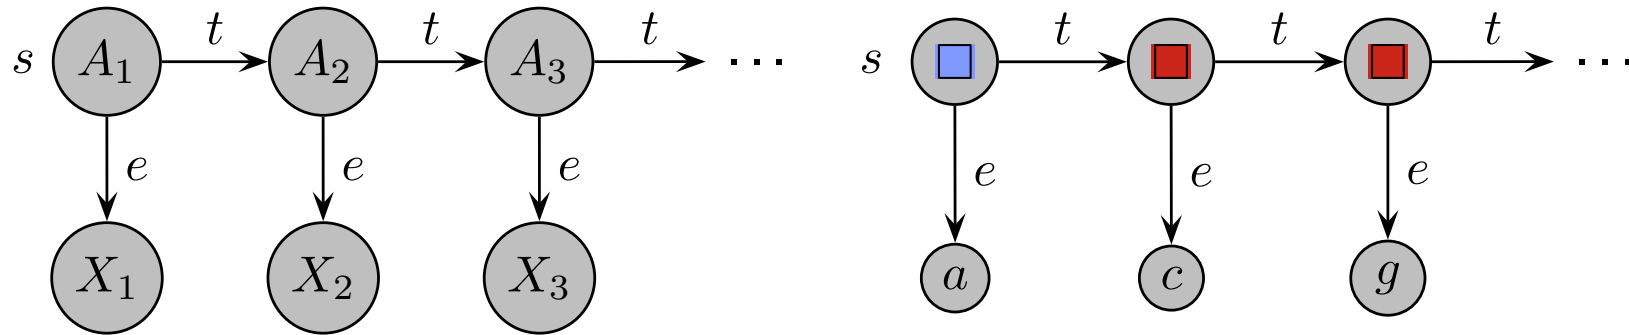 t t t t t t
s A₁ A₂ A₃ ... s ...
e e e e e e
X₁ X₂ X₃ a c g